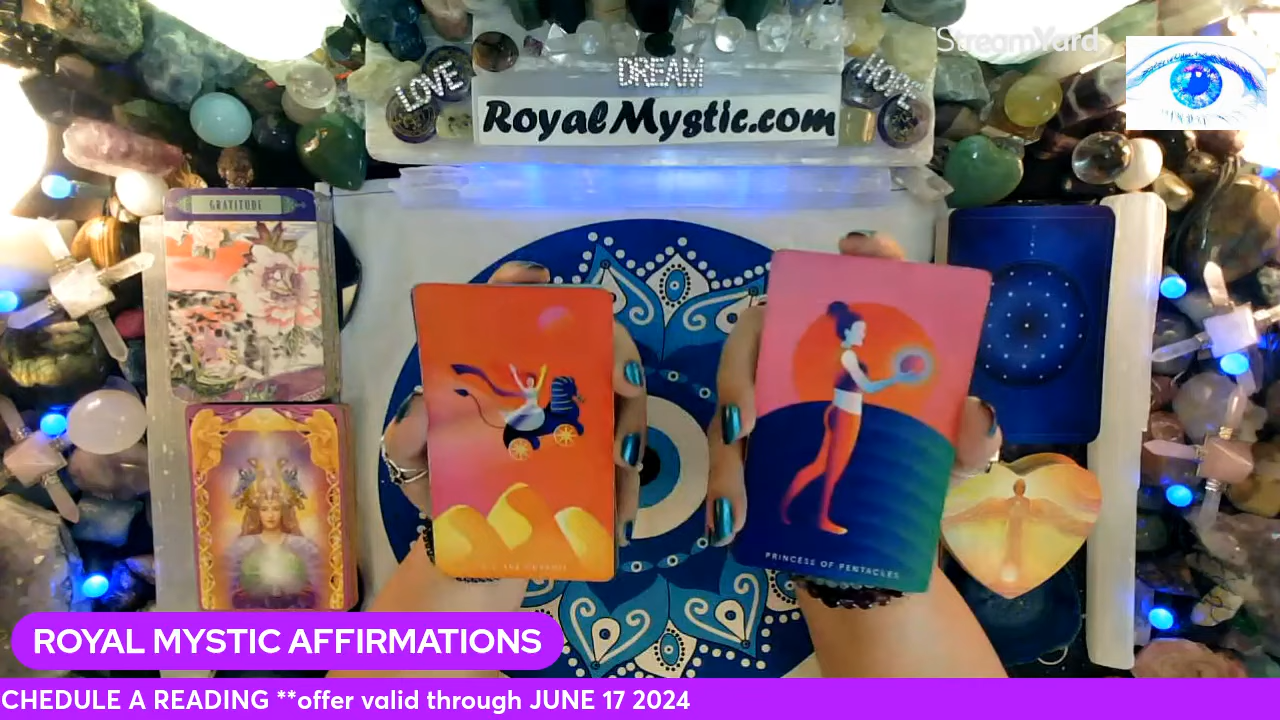 StreamYard
LOVE
DREAM
HOPE
RoyalMystic.com
GRATITUDE
PRINCESS OF PENTACLES
ROYAL MYSTIC AFFIRMATIONS
CHEDULE A READING **offer valid through JUNE 17 2024